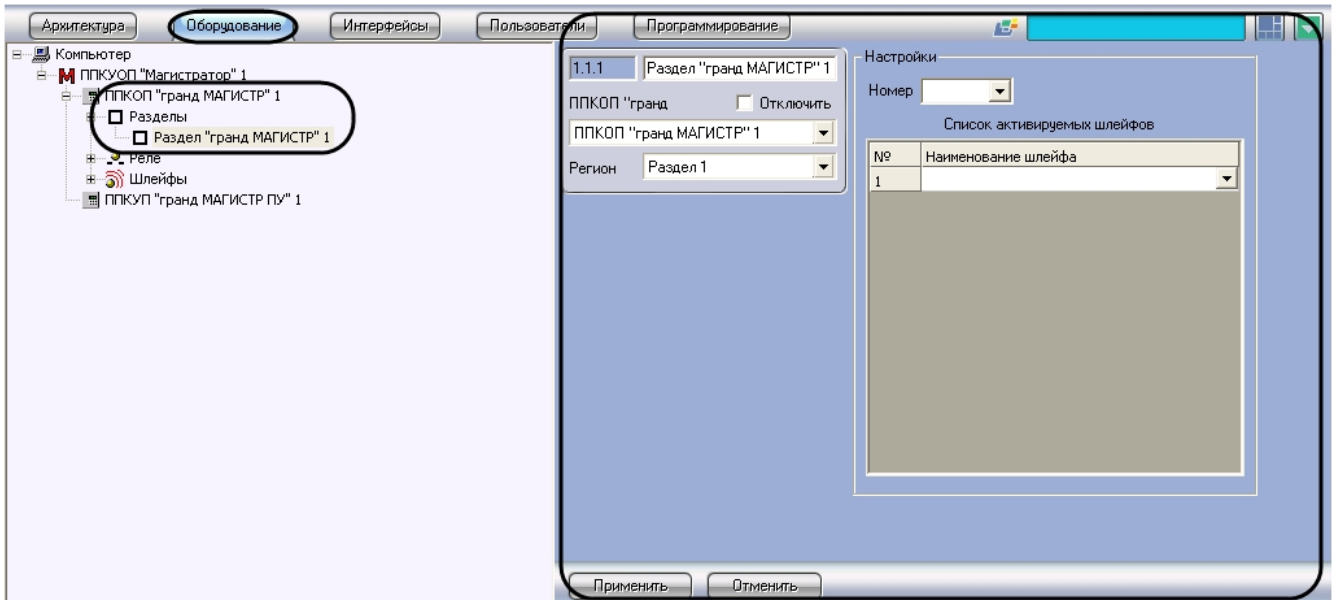 Архитектура Оборудование Интерфейсы Пользователи Программирование
Компьютер
ППКУОП "Магистратор" 1
ППКОП "гранд МАГИСТР" 1
Разделы
Раздел "гранд МАГИСТР" 1
Реле
Шлейфы
ППКУП "гранд МАГИСТР ПУ" 1
1.1.1 Раздел "гранд МАГИСТР" 1
ППКОП "гранд Отключить
ППКОП "гранд МАГИСТР" 1
Регион Раздел 1
Настройки
Номер
Список активируемых шлейфов
№ Наименование шлейфа
1
Применить Отменить